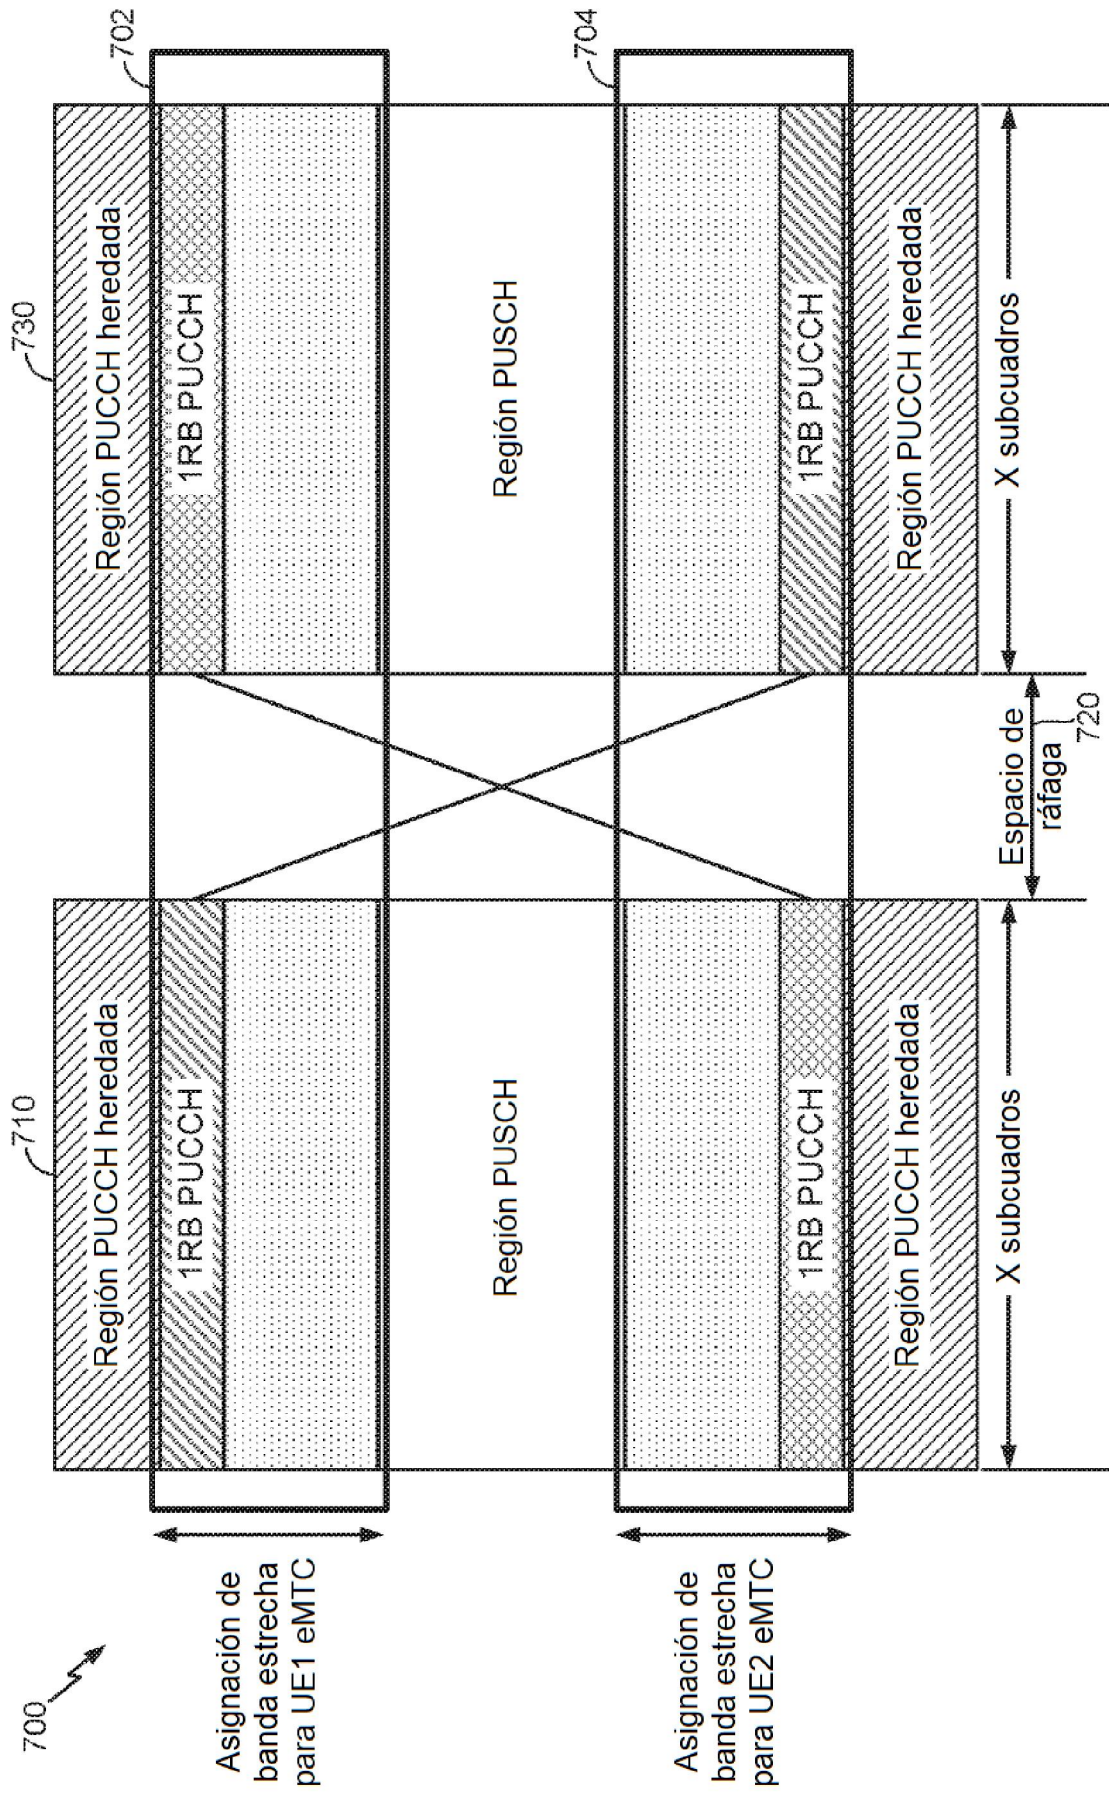 700
710
730
702
Región PUCCH heredada
Región PUCCH heredada
1RB PUCCH
1RB PUCCH
Asignación de
banda estrecha
para UE1 eMTC
Región PUSCH
Región PUSCH
704
Asignación de
banda estrecha
para UE2 eMTC
1RB PUCCH
1RB PUCCH
Región PUCCH heredada
Región PUCCH heredada
X subcuadros
Espacio de
ráfaga
X subcuadros
720